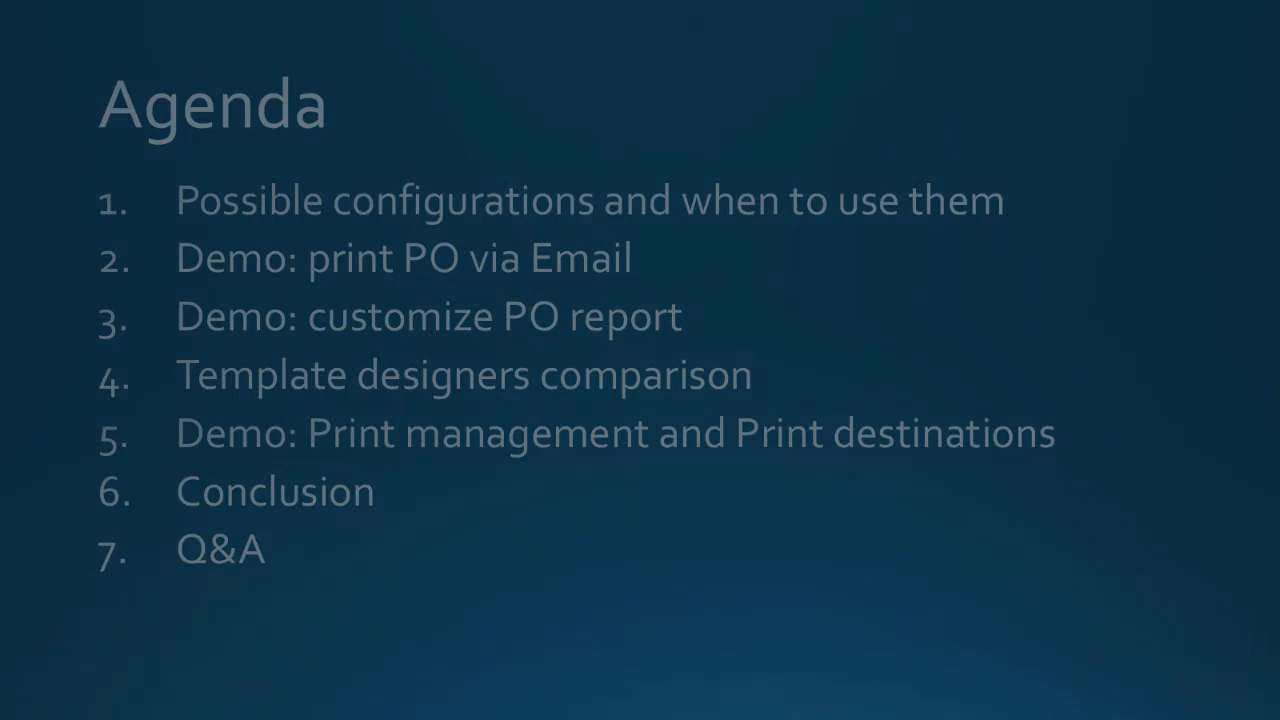 Agenda
1. Possible configurations and when to use them
2. Demo: print PO via Email
3. Demo: customize PO report
4. Template designers comparison
5. Demo: Print management and Print destinations
6. Conclusion
7. Q&A